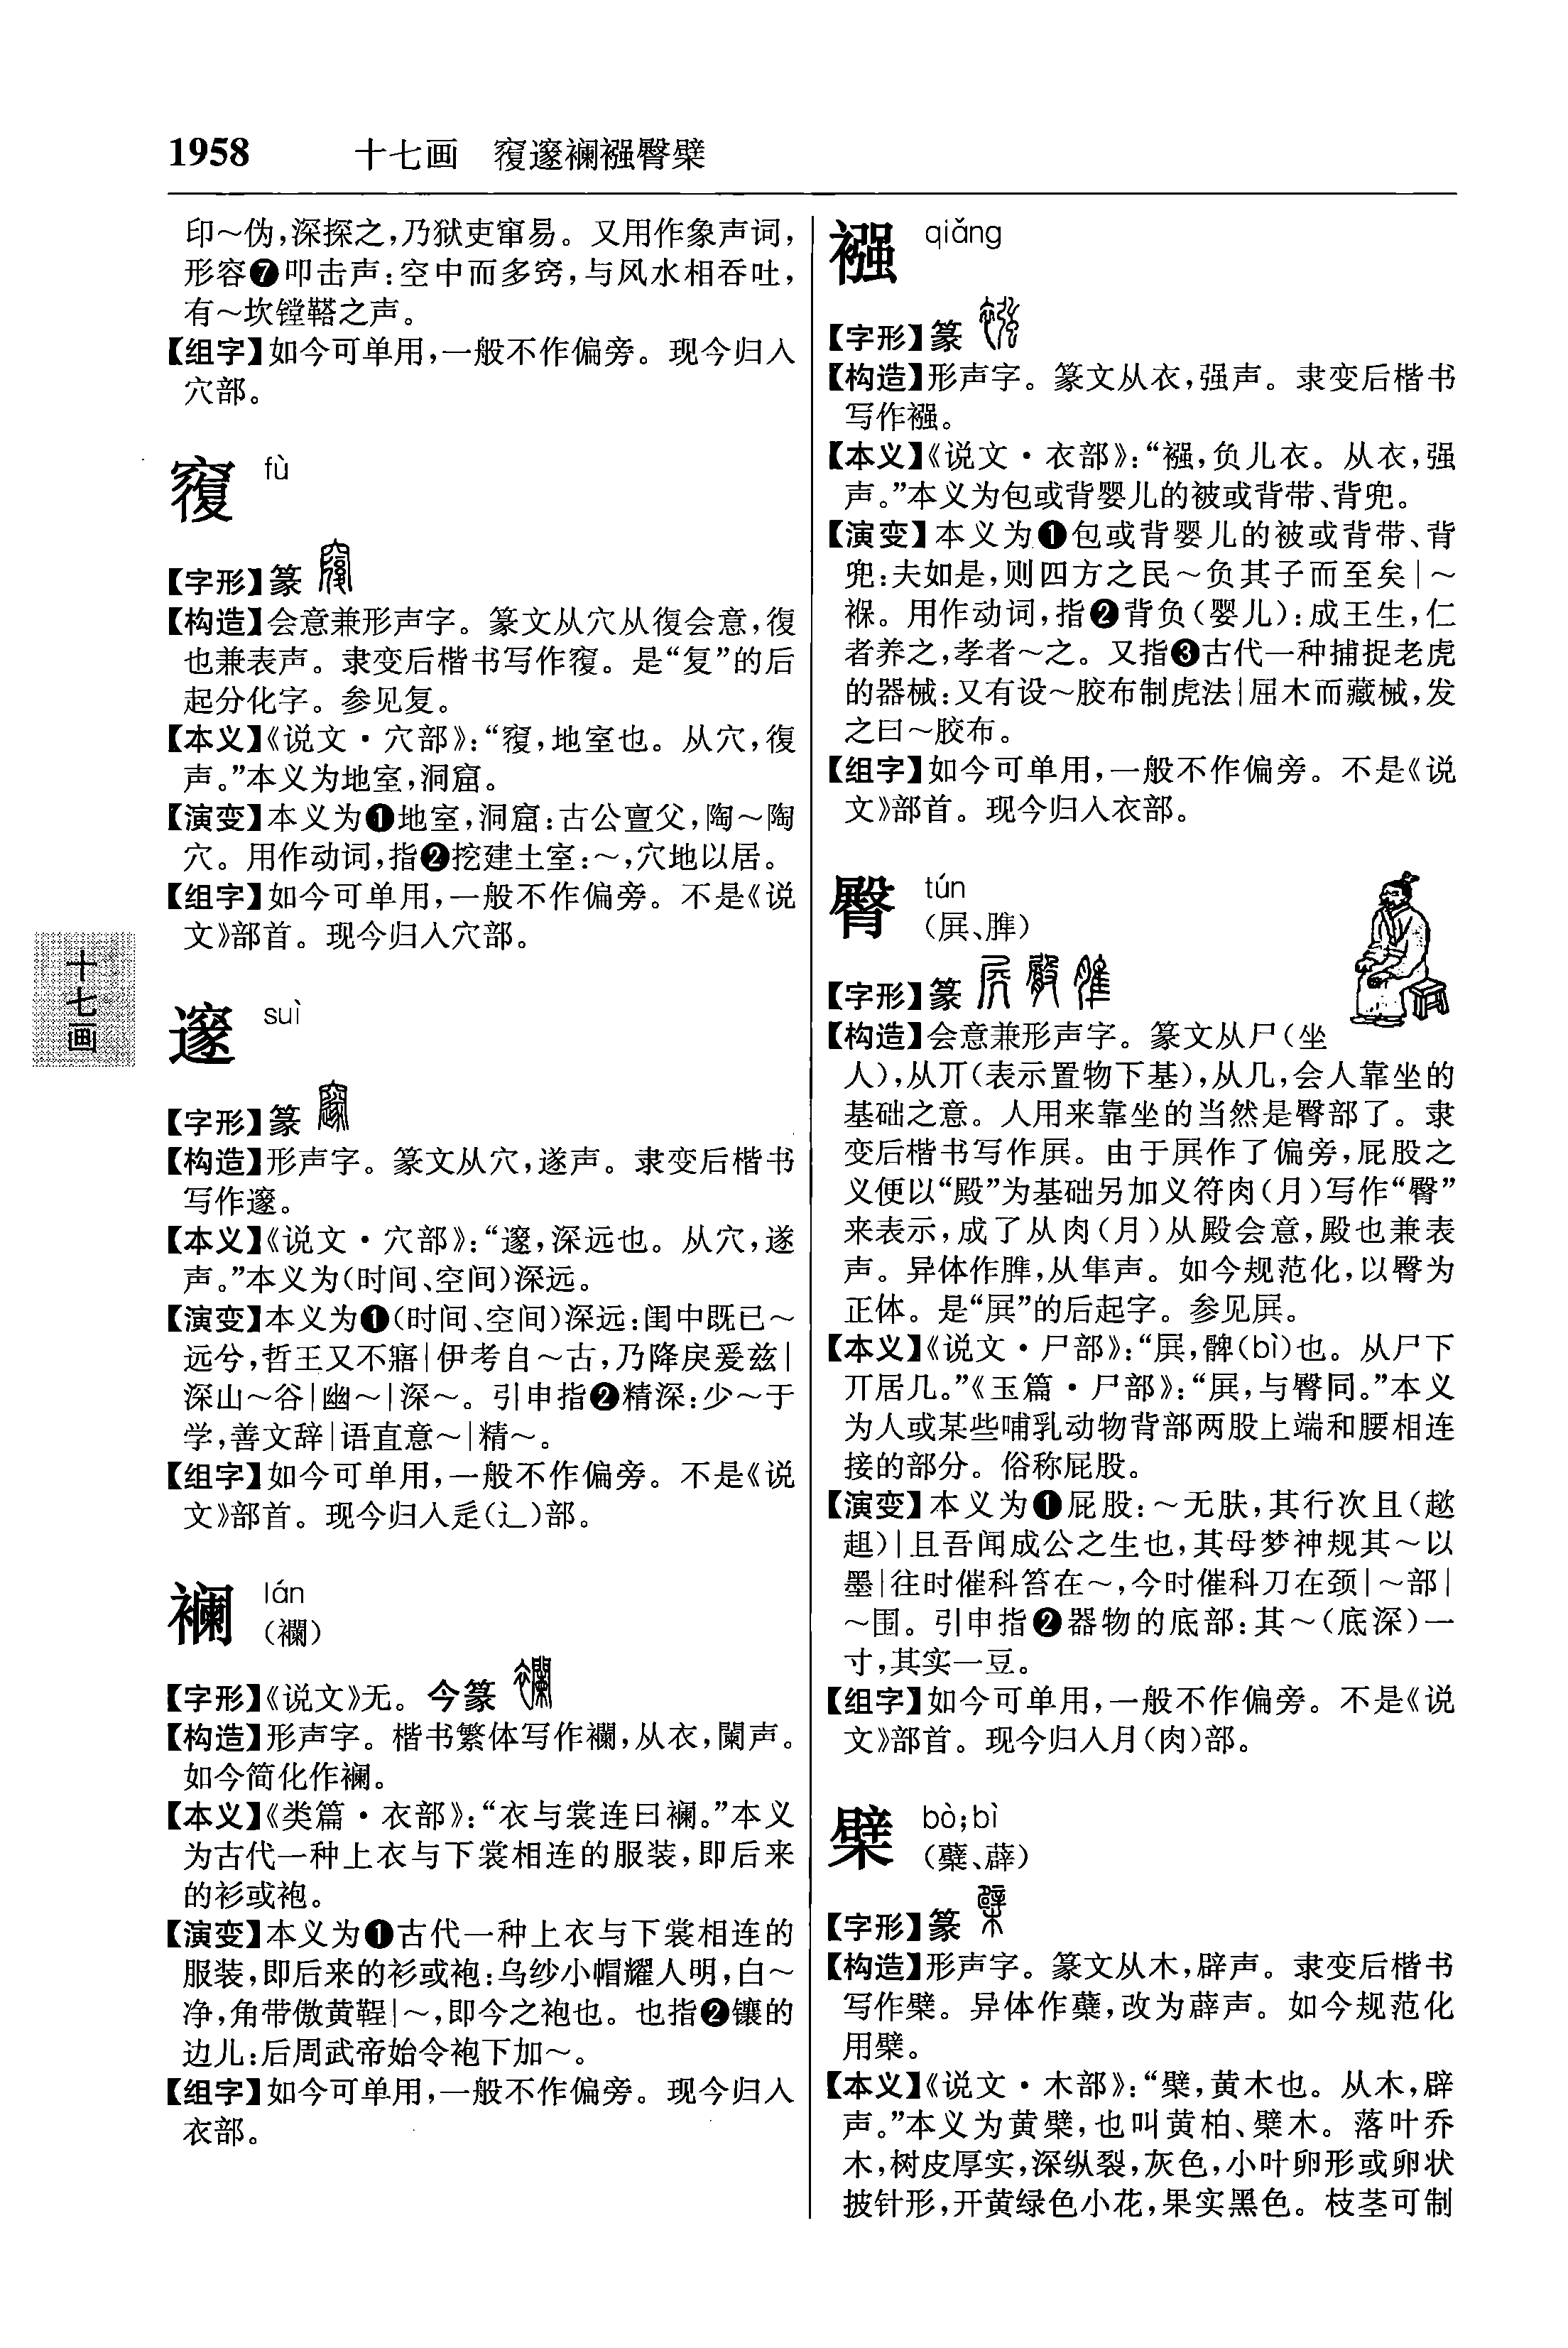 1958 十七画 覆邃襕襁臀檗
印～伪,深探之,乃狱吏窜易。又用作象声词,
形容❼叩击声:空中而多窍,与风水相吞吐,
有～坎镗鞳之声。
【组字】如今可单用,一般不作偏旁。现今归入
穴部。
䆹 fù
【字形】篆
【构造】会意兼形声字。篆文从穴从復会意,復
也兼表声。隶变后楷书写作䆹。是“复”的后
起分化字。参见复。
【本义】《说文·穴部》:“䆹,地室也。从穴,復
声。”本义为地室,洞窟。
【演变】本义为❶地室,洞窟:古公亶父,陶～陶
穴。用作动词,指❷挖建土室:～,穴地以居。
【组字】如今可单用,一般不作偏旁。不是《说
文》部首。现今归入穴部。
十七画
邃 suì
【字形】篆
【构造】形声字。篆文从穴,遂声。隶变后楷书
写作邃。
【本义】《说文·穴部》:“邃,深远也。从穴,遂
声。”本义为(时间、空间)深远。
【演变】本义为❶(时间、空间)深远:闺中既已～
远兮,哲王又不寤|伊考自～古,乃降戾爰兹|
深山～谷|幽～|深～。引申指❷精深:少～于
学,善文辞|语直意～|精～。
【组字】如今可单用,一般不作偏旁。不是《说
文》部首。现今归入辵(辶)部。
襕 lán
(襴)
【字形】《说文》无。今篆
【构造】形声字。楷书繁体写作襴,从衣,闌声。
如今简化作襕。
【本义】《类篇·衣部》:“衣与裳连曰襕。”本义
为古代一种上衣与下裳相连的服装,即后来
的衫或袍。
【演变】本义为❶古代一种上衣与下裳相连的
服装,即后来的衫或袍:乌纱小帽耀人明,白～
净,角带傲黄鞓|～,即今之袍也。也指❷镶的
边儿:后周武帝始令袍下加～。
【组字】如今可单用,一般不作偏旁。现今归入
衣部。
襁 qiǎng
【字形】篆
【构造】形声字。篆文从衣,强声。隶变后楷书
写作襁。
【本义】《说文·衣部》:“襁,负儿衣。从衣,强
声。”本义为包或背婴儿的被或背带、背兜。
【演变】本义为❶包或背婴儿的被或背带、背
兜:夫如是,则四方之民～负其子而至矣|～
褓。用作动词,指❷背负(婴儿):成王生,仁
者养之,孝者～之。又指❸古代一种捕捉老虎
的器械:又有设～胶布制虎法|屈木而藏械,发
之曰～胶布。
【组字】如今可单用,一般不作偏旁。不是《说
文》部首。现今归入衣部。
臀 tún
(屍、脽)
【字形】篆
【构造】会意兼形声字。篆文从尸(坐
人),从丌(表示置物下基),从几,会人靠坐的
基础之意。人用来靠坐的当然是臀部了。隶
变后楷书写作𡱂。由于𡱂作了偏旁,屁股之
义便以“殿”为基础另加义符肉(月)写作“臀”
来表示,成了从肉(月)从殿会意,殿也兼表
声。异体作脽,从隼声。如今规范化,以臀为
正体。是“𡱂”的后起字。参见𡱂。
【本义】《说文·尸部》:“𡱂,髀(bì)也。从尸下
丌居几。”《玉篇·尸部》:“𡱂,与臀同。”本义
为人或某些哺乳动物背部两股上端和腰相连
接的部分。俗称屁股。
【演变】本义为❶屁股:～无肤,其行次且(趑
趄)|且吾闻成公之生也,其母梦神规其～以
墨|往时催科笞在～,今时催科刀在颈|～部|
～围。引申指❷器物的底部:其～(底深)一
寸,其实一豆。
【组字】如今可单用,一般不作偏旁。不是《说
文》部首。现今归入月(肉)部。
檗 bò;bì
(蘗、薜)
【字形】篆
【构造】形声字。篆文从木,辟声。隶变后楷书
写作檗。异体作蘗,改为薜声。如今规范化
用檗。
【本义】《说文·木部》:“檗,黄木也。从木,辟
声。”本义为黄檗,也叫黄柏、檗木。落叶乔
木,树皮厚实,深纵裂,灰色,小叶卵形或卵状
披针形,开黄绿色小花,果实黑色。枝茎可制